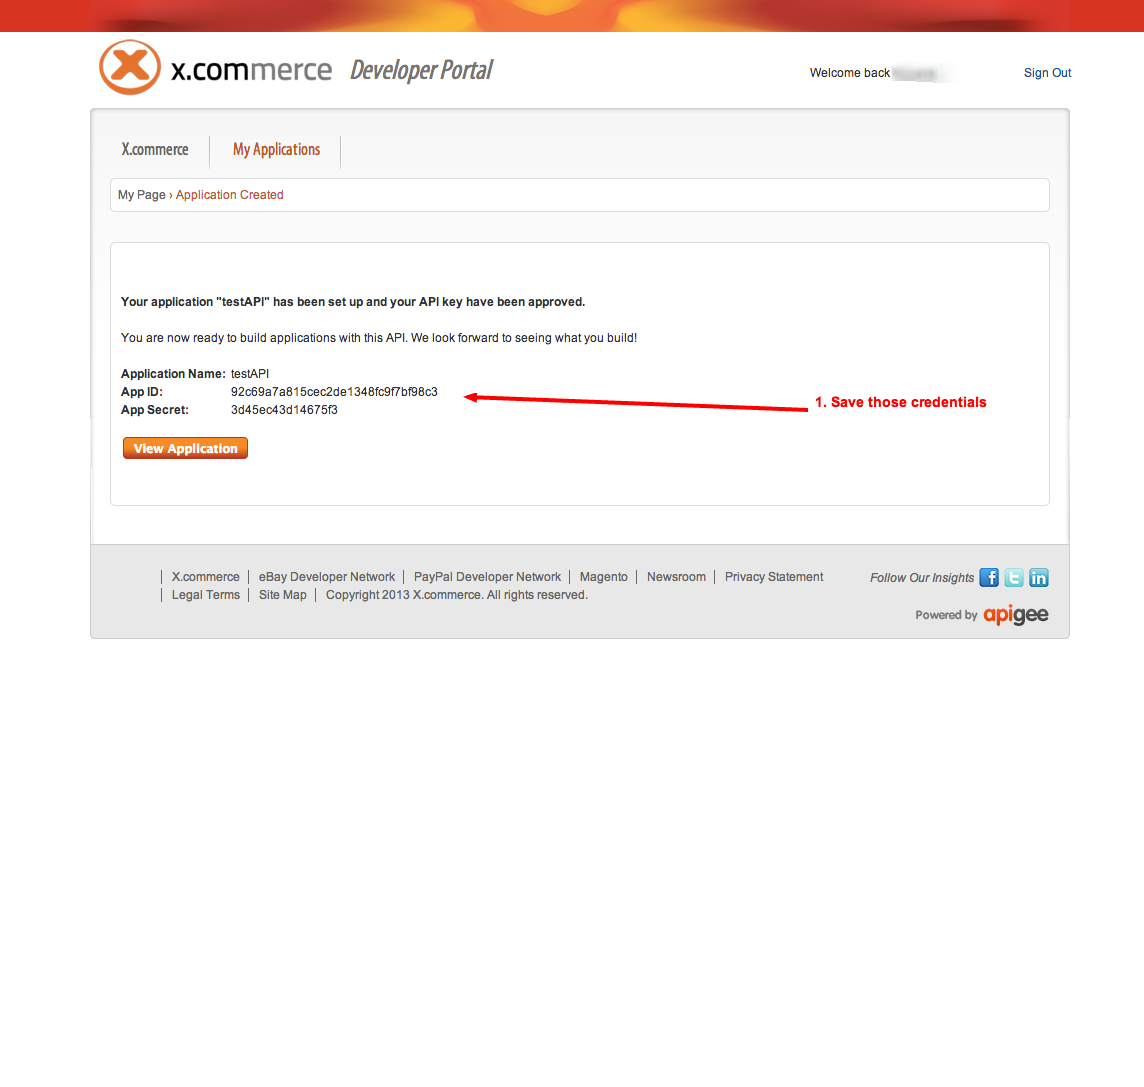 x.commerce Developer Portal
Welcome back
Sign Out
X.commerce
My Applications
My Page › Application Created
Your application "testAPI" has been set up and your API key have been approved.
You are now ready to build applications with this API. We look forward to seeing what you build!
Application Name: testAPI
App ID: 92c69a7a815cec2de1348fc9f7bf98c3
App Secret: 3d45ec43d14675f3
1. Save those credentials
View Application
X.commerce | eBay Developer Network | PayPal Developer Network | Magento | Newsroom | Privacy Statement
Legal Terms | Site Map | Copyright 2013 X.commerce. All rights reserved.
Follow Our Insights
Powered by apigee